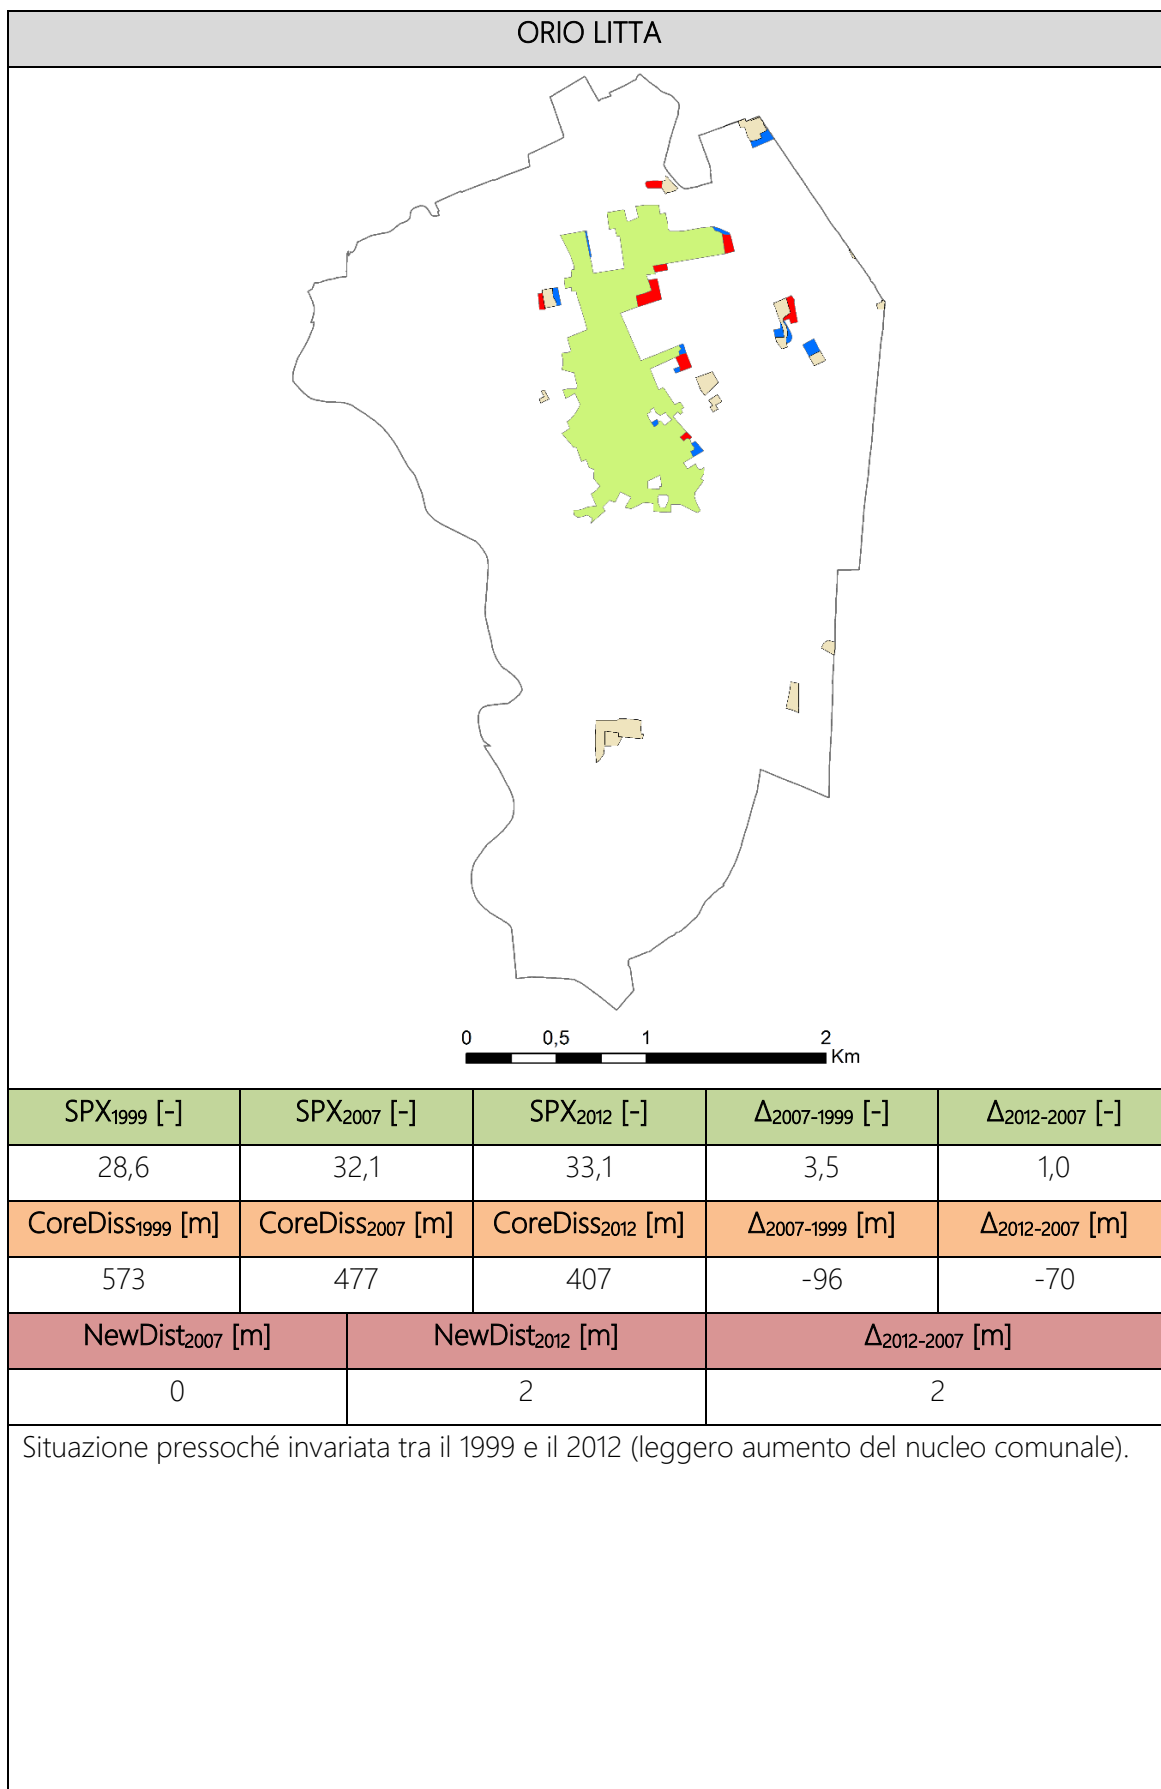 ORIO LITTA
0 0,5 1 2
Km
SPX1999 [-] SPX2007 [-] SPX2012 [-] Δ2007-1999 [-] Δ2012-2007 [-]
28,6 32,1 33,1 3,5 1,0
CoreDiss1999 [m] CoreDiss2007 [m] CoreDiss2012 [m] Δ2007-1999 [m] Δ2012-2007 [m]
573 477 407 -96 -70
NewDist2007 [m] NewDist2012 [m] Δ2012-2007 [m]
0 2 2
Situazione pressoché invariata tra il 1999 e il 2012 (leggero aumento del nucleo comunale).